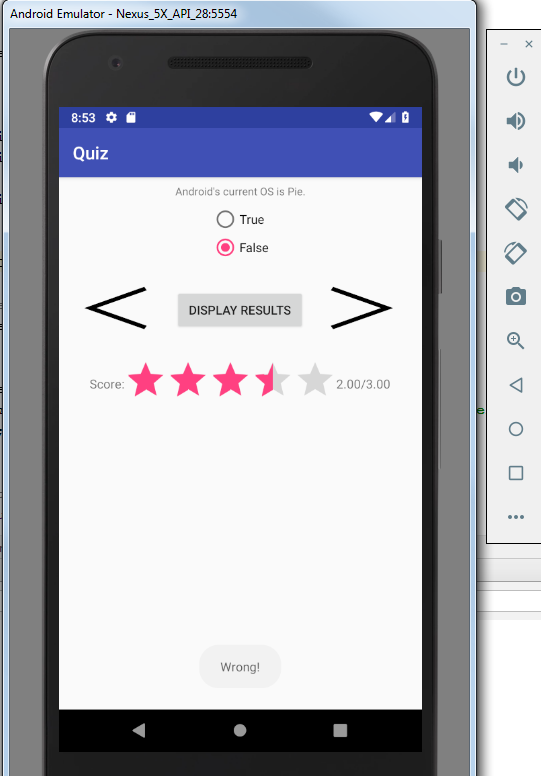 Android Emulator - Nexus_5X_API_28:5554
8:53
Quiz
Android's current OS is Pie.
True
False
DISPLAY RESULTS
Score: 2.00/3.00
Wrong!